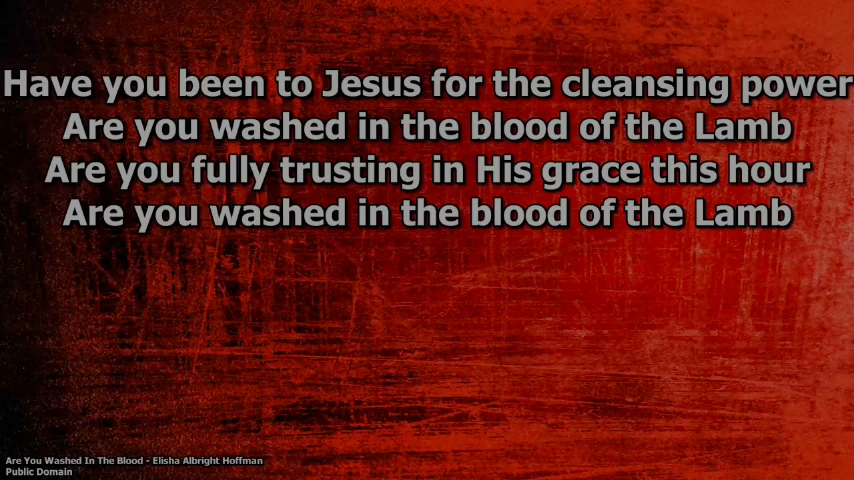 Have you been to Jesus for the cleansing power
Are you washed in the blood of the Lamb
Are you fully trusting in His grace this hour
Are you washed in the blood of the Lamb
Are You Washed In The Blood - Elisha Albright Hoffman
Public Domain